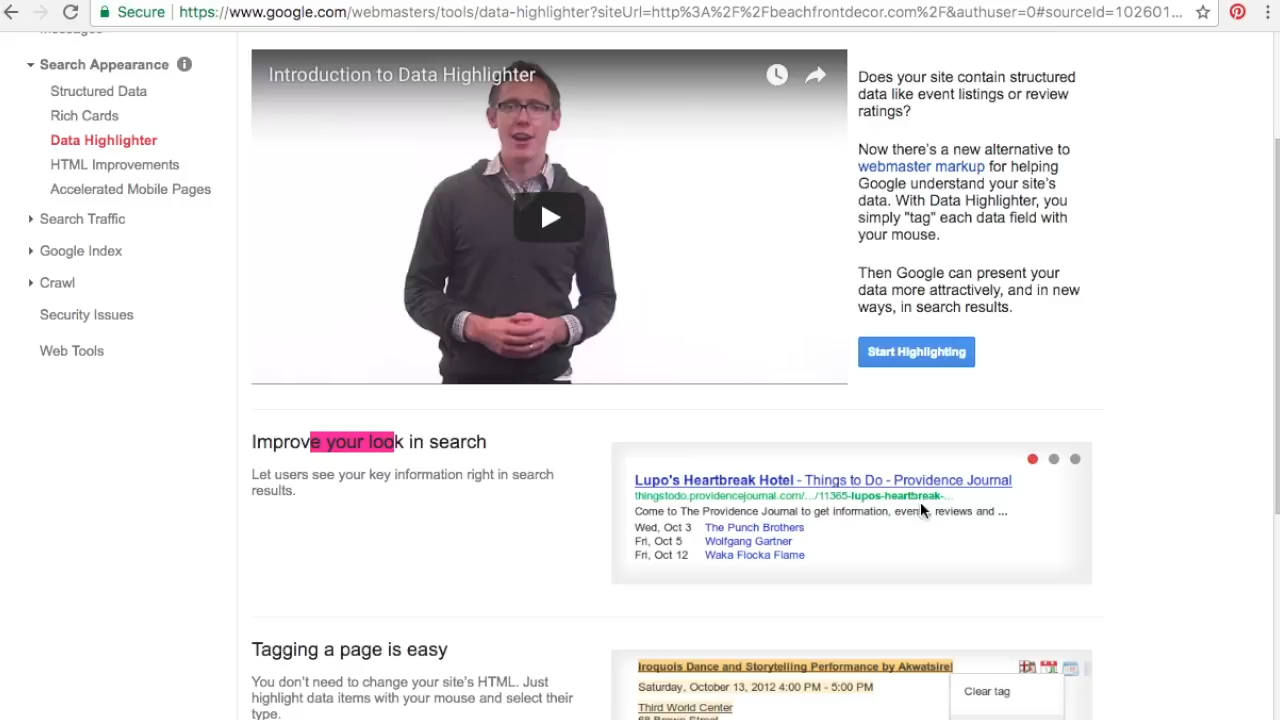 Secure https://www.google.com/webmasters/tools/data-highlighter?siteUrl=http%3A%2F%2Fbeachfrontdecor.com%2F&authuser=0#sourceId=102601...
Messages
Search Appearance i
Structured Data
Rich Cards
Data Highlighter
HTML Improvements
Accelerated Mobile Pages
Search Traffic
Google Index
Crawl
Security Issues
Web Tools
Introduction to Data Highlighter
Does your site contain structured
data like event listings or review
ratings?
Now there's a new alternative to
webmaster markup for helping
Google understand your site's
data. With Data Highlighter, you
simply "tag" each data field with
your mouse.
Then Google can present your
data more attractively, and in new
ways, in search results.
Start Highlighting
Improve your look in search
Let users see your key information right in search
results.
Lupo's Heartbreak Hotel - Things to Do - Providence Journal
thingstodo.providencejournal.com/.../11365-lupos-heartbreak-...
Come to The Providence Journal to get information, events, reviews and ...
Wed, Oct 3 The Punch Brothers
Fri, Oct 5 Wolfgang Gartner
Fri, Oct 12 Waka Flocka Flame
Tagging a page is easy
You don't need to change your site's HTML. Just
highlight data items with your mouse and select their
type.
Iroquois Dance and Storytelling Performance by Akwatsirel
Saturday, October 13, 2012 4:00 PM - 5:00 PM
Third World Center
68 Brown Street
Clear tag